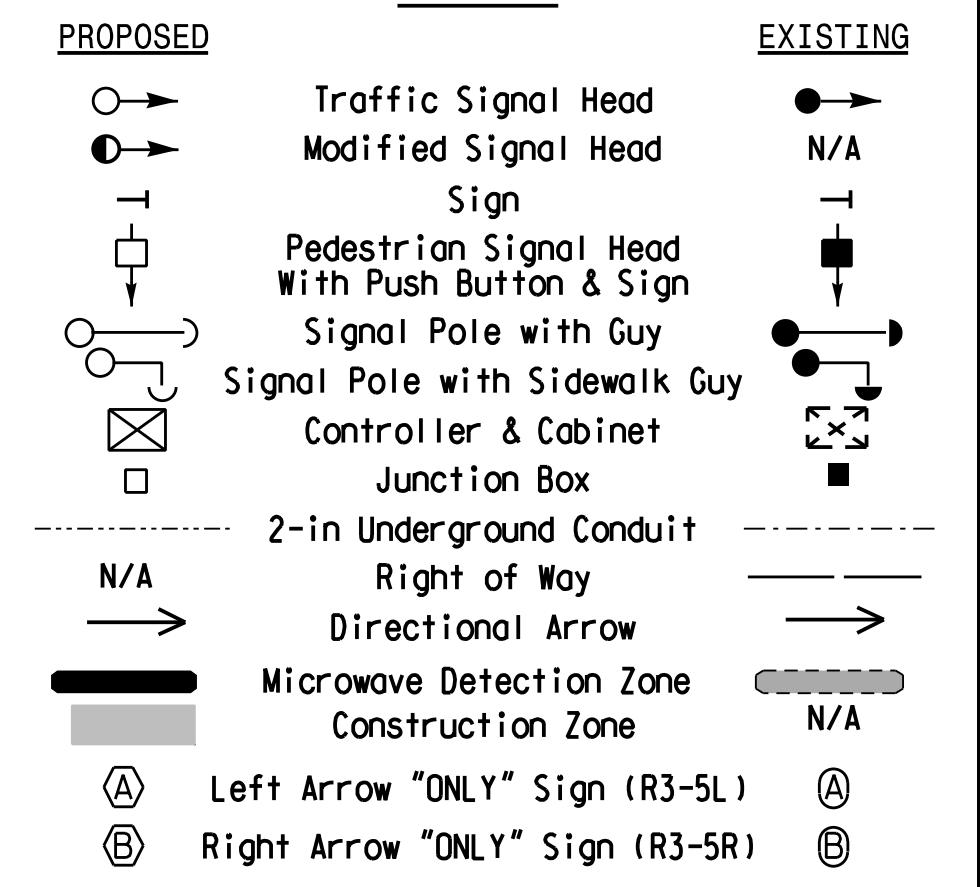 PROPOSED EXISTING
Traffic Signal Head
Modified Signal Head N/A
Sign
Pedestrian Signal Head
With Push Button & Sign
Signal Pole with Guy
Signal Pole with Sidewalk Guy
Controller & Cabinet
Junction Box
2-in Underground Conduit
N/A Right of Way
Directional Arrow
Microwave Detection Zone
Construction Zone N/A
A Left Arrow "ONLY" Sign (R3-5L) A
B Right Arrow "ONLY" Sign (R3-5R) B